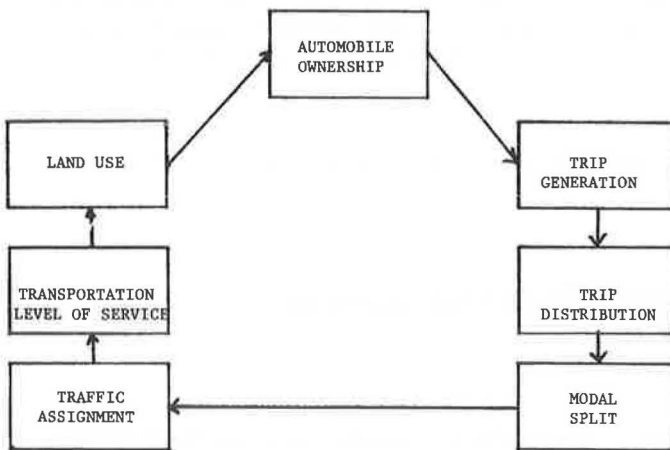 AUTOMOBILE
OWNERSHIP
LAND USE
TRIP
GENERATION
TRANSPORTATION
LEVEL OF SERVICE
TRIP
DISTRIBUTION
TRAFFIC
ASSIGNMENT
MODAL
SPLIT